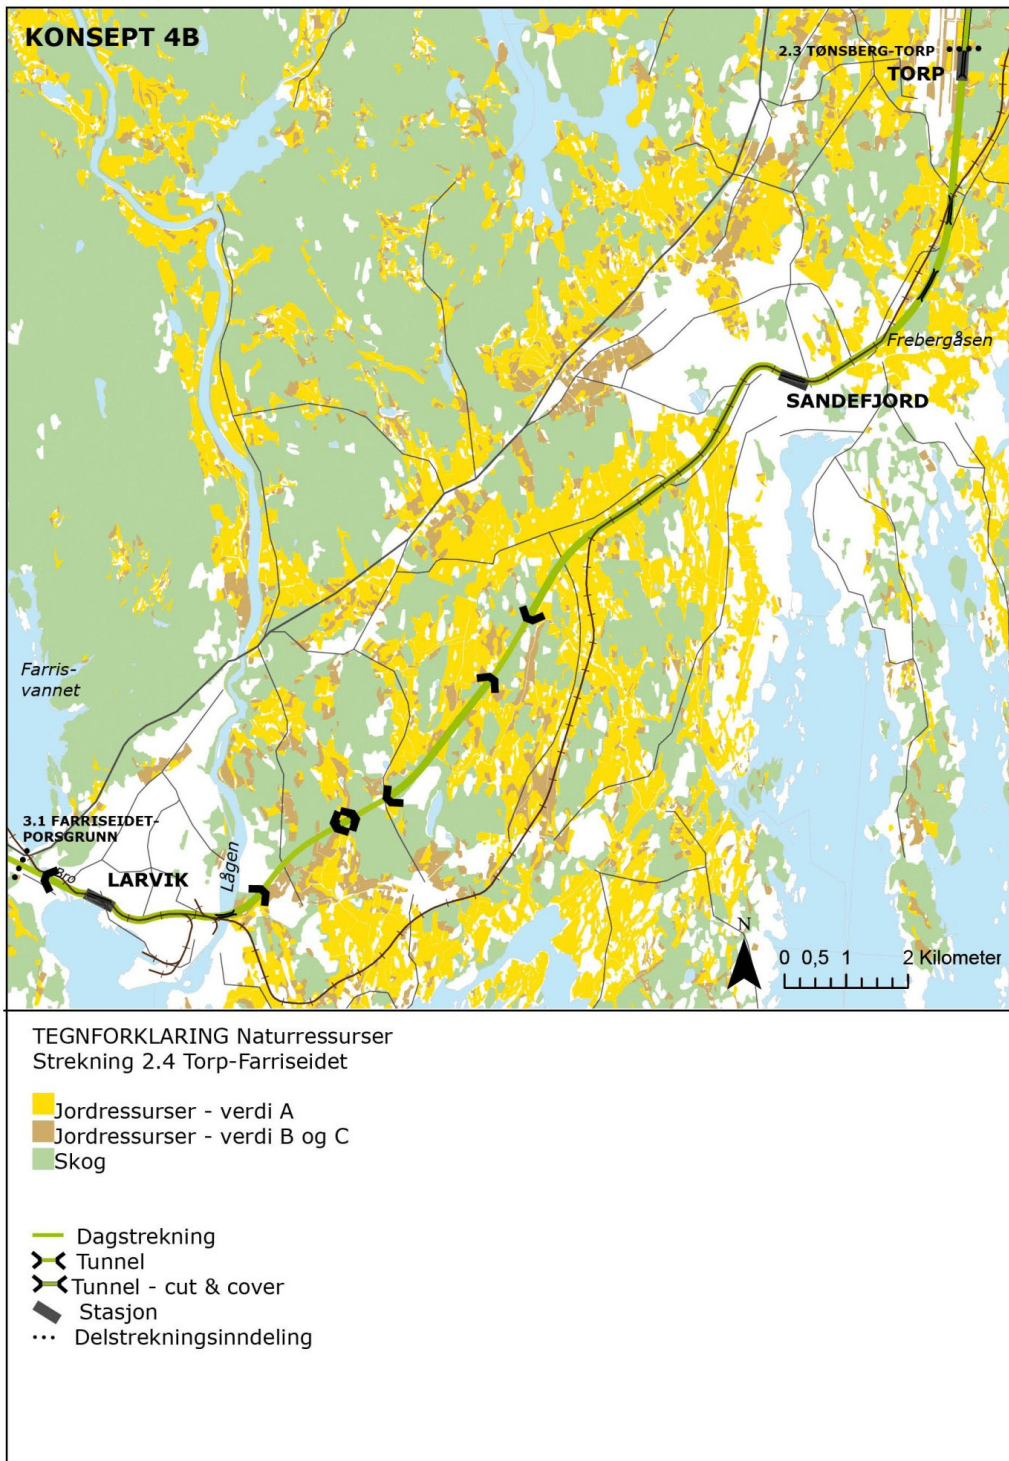 KONSEPT 4B
2.3 TØNSBERG-TORP
TORP
Frebergåsen
SANDEFJORD
Farris-
vannet
3.1 FARRISEIDET-
PORSGRUNN
Bro
LARVIK
Lågen
N
0 0,5 1 2 Kilometer
TEGNFORKLARING Naturressurser
Strekning 2.4 Torp-Farriseidet
Jordressurser - verdi A
Jordressurser - verdi B og C
Skog
Dagstrekning
Tunnel
Tunnel - cut & cover
Stasjon
Delstrekningsinndeling